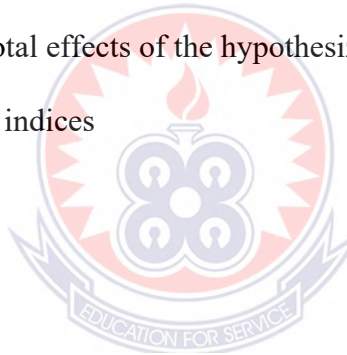 otal effects of the hypothesi
indices
EDUCATION FOR SERVICE